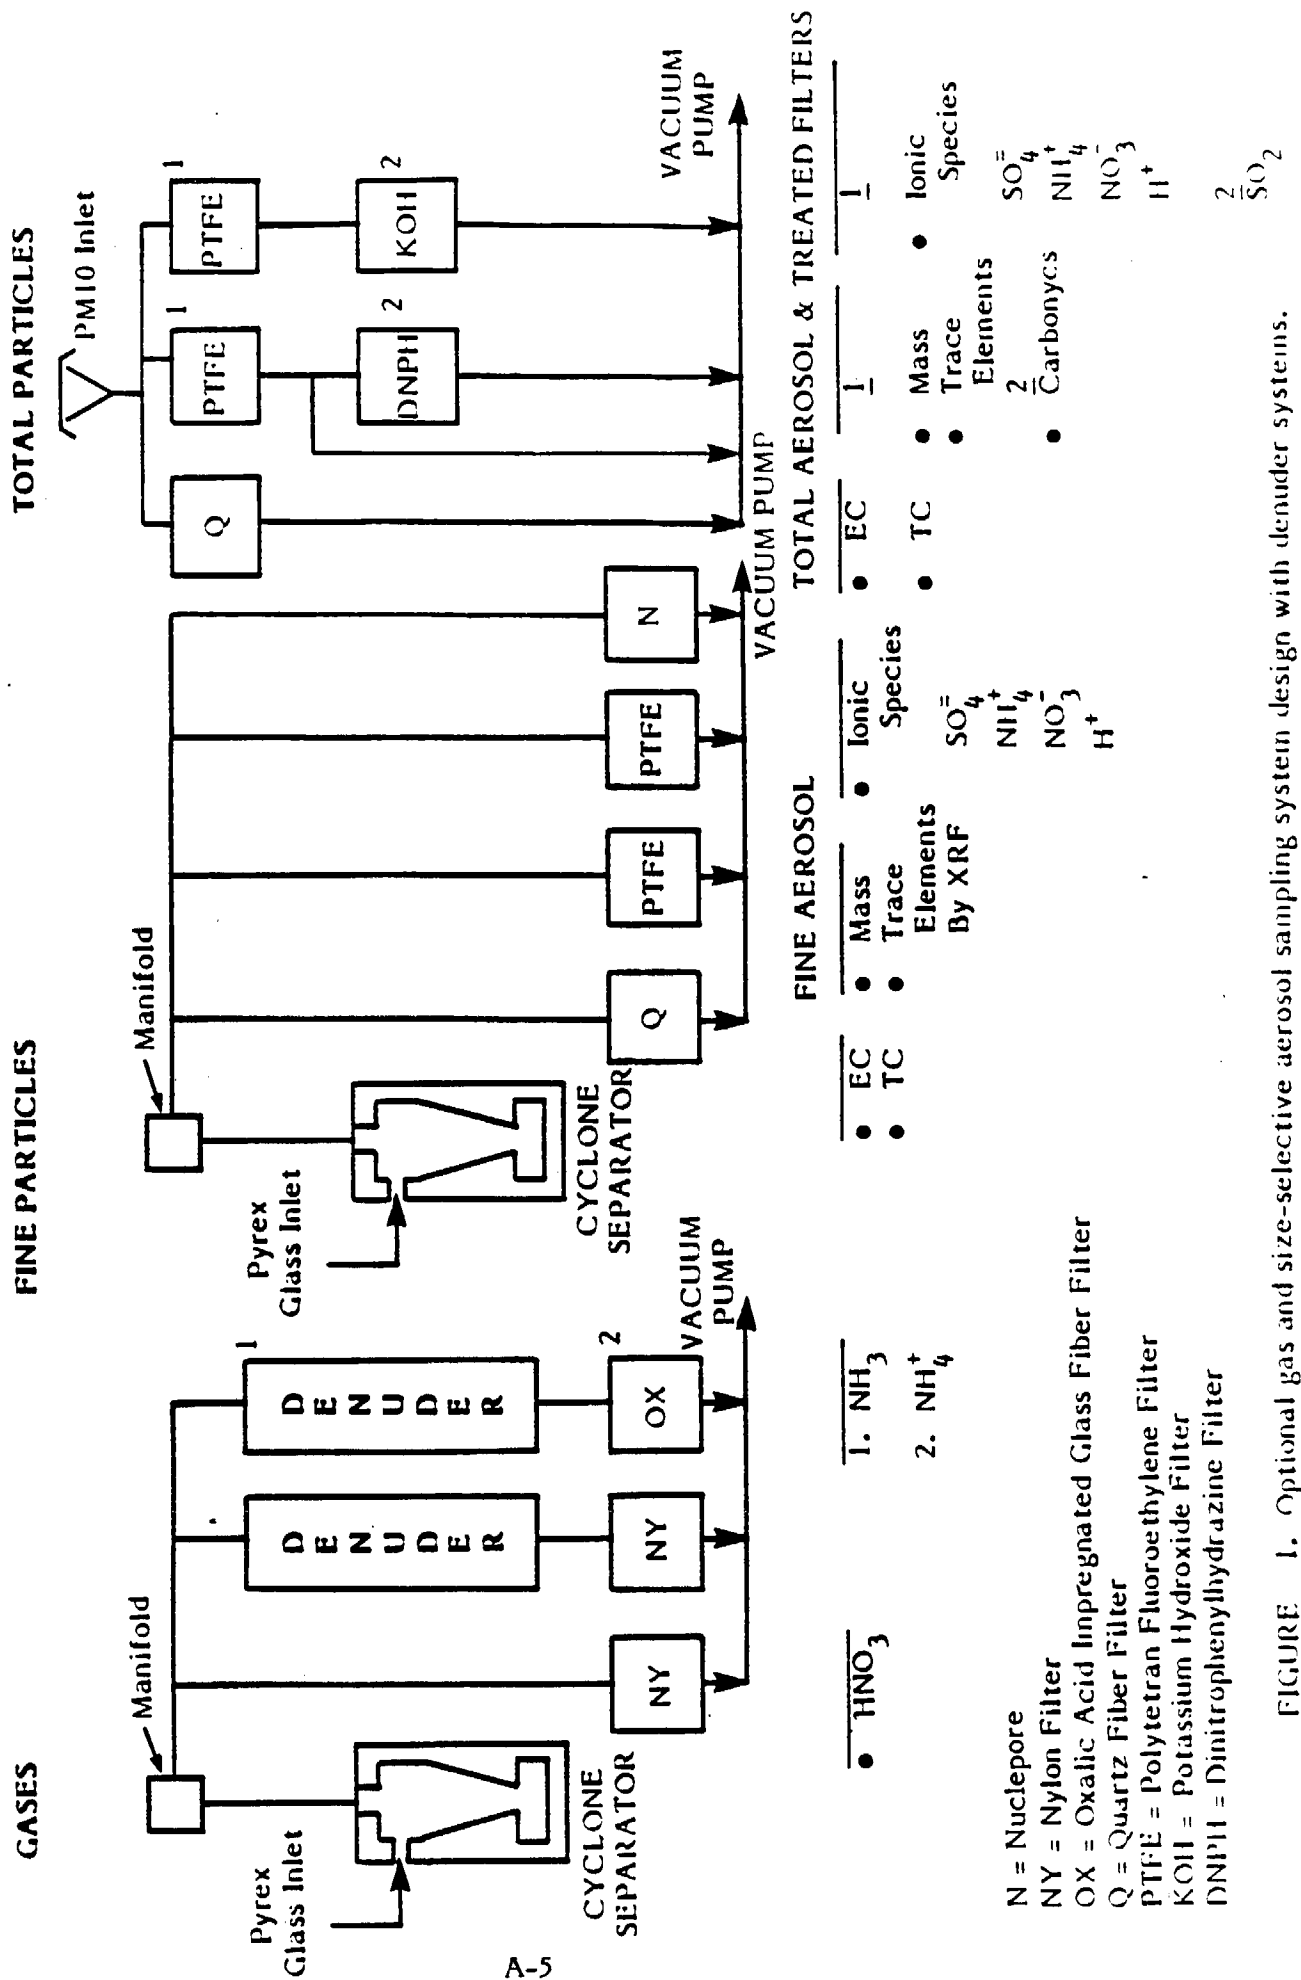 GASES
FINE PARTICLES
TOTAL PARTICLES
Manifold
Pyrex
Glass Inlet
CYCLONE
SEPARATOR
NY
DENUDER
NY
1
DENUDER
2
OX
VACUUM
PUMP
Manifold
Pyrex
Glass Inlet
CYCLONE
SEPARATOR
Q
PTFE
PTFE
N
VACUUM PUMP
PM10 Inlet
Q
1
PTFE
2
DNPH
1
PTFE
2
KOH
VACUUM
PUMP
• HNO3
1. NH3
2. NH4+
FINE AEROSOL
• EC
• TC
• Mass
• Trace
Elements
By XRF
• Ionic
Species
SO4=
NH4+
NO3-
H+
TOTAL AEROSOL & TREATED FILTERS
• EC
• TC
1
• Mass
• Trace
Elements
2
• Carbonycs
1
• Ionic
Species
SO4=
NH4+
NO3-
H+
2
SO2
N = Nuclepore
NY = Nylon Filter
OX = Oxalic Acid Impregnated Glass Fiber Filter
Q = Quartz Fiber Filter
PTFE = Polytetran Fluoroethylene Filter
KOH = Potassium Hydroxide Filter
DNPH = Dinitrophenylhydrazine Filter
FIGURE 1. Optional gas and size-selective aerosol sampling system design with denuder systems.
A-5